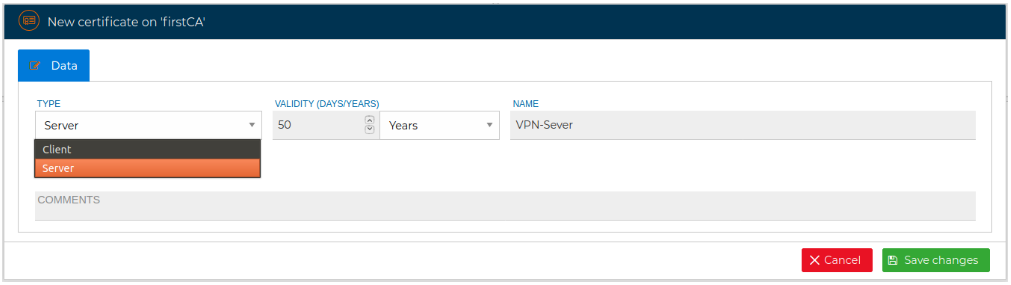 New certificate on 'firstCA'
Data
TYPE VALIDITY (DAYS/YEARS) NAME
Server 50 Years VPN-Sever
Client
Server
COMMENTS
Cancel Save changes